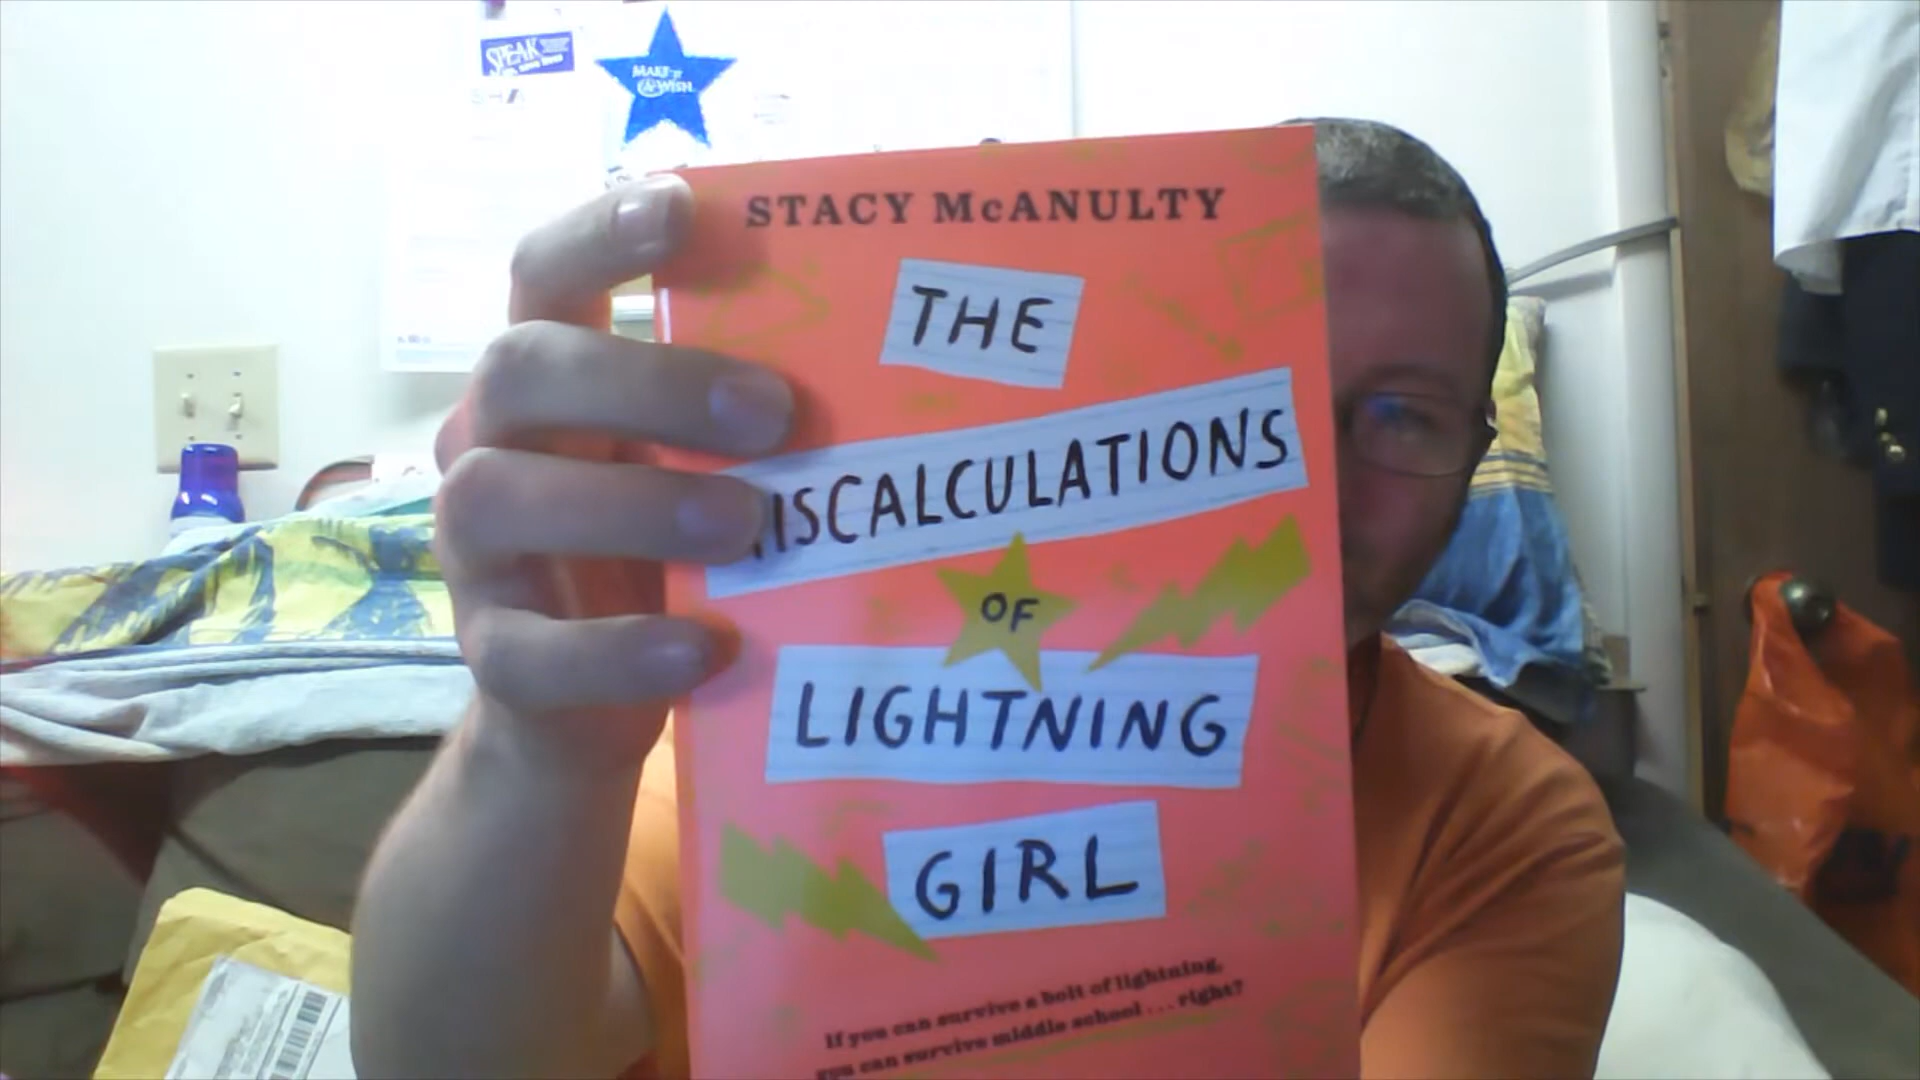 SPEAK
MAKE A WISH
STACY McANULTY
THE
MISCALCULATIONS
OF
LIGHTNING
GIRL
If you can survive a bolt of lightning,
you can survive middle school . . . right?